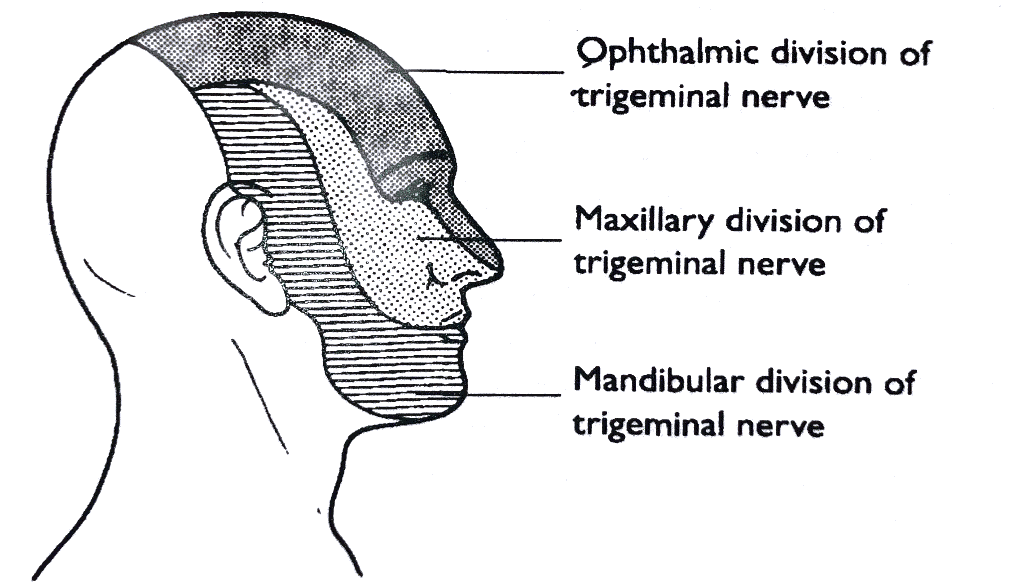 Ophthalmic division of
trigeminal nerve
Maxillary division of
trigeminal nerve
Mandibular division of
trigeminal nerve